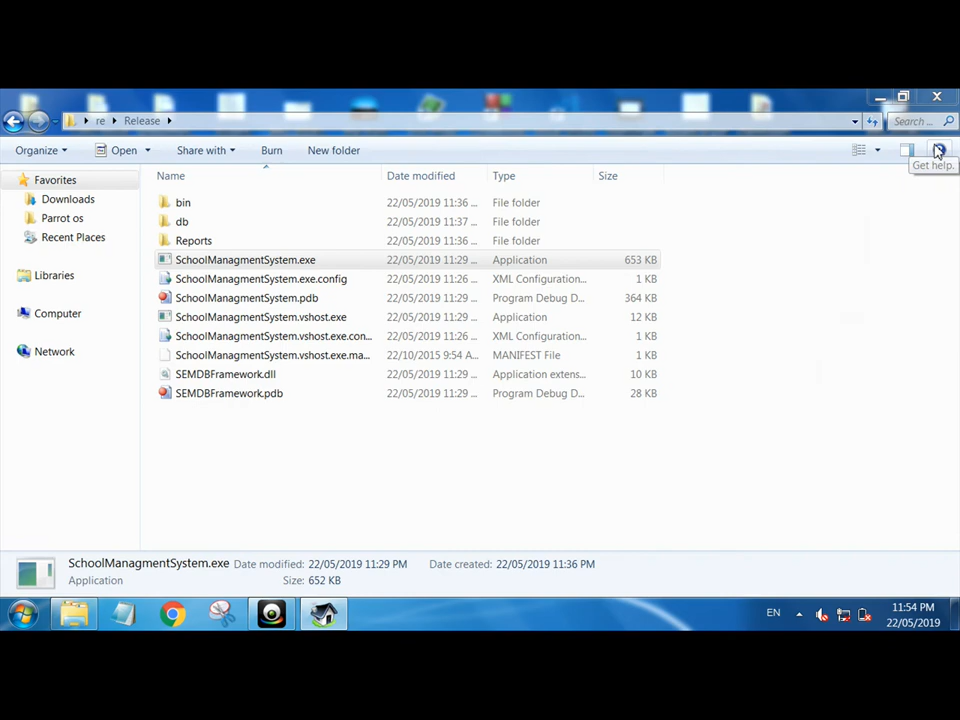 re Release Search ...
Organize Open Share with Burn New folder
Get help.
Favorites
Downloads
Parrot os
Recent Places
Libraries
Computer
Network
Name Date modified Type Size
bin 22/05/2019 11:36 ... File folder
db 22/05/2019 11:37 ... File folder
Reports 22/05/2019 11:36 ... File folder
SchoolManagmentSystem.exe 22/05/2019 11:29 ... Application 653 KB
SchoolManagmentSystem.exe.config 22/05/2019 11:26 ... XML Configuration... 1 KB
SchoolManagmentSystem.pdb 22/05/2019 11:29 ... Program Debug D... 364 KB
SchoolManagmentSystem.vshost.exe 22/05/2019 11:29 ... Application 12 KB
SchoolManagmentSystem.vshost.exe.con... 22/05/2019 11:26 ... XML Configuration... 1 KB
SchoolManagmentSystem.vshost.exe.ma... 22/10/2015 9:54 A... MANIFEST File 1 KB
SEMDBFramework.dll 22/05/2019 11:29 ... Application extens... 10 KB
SEMDBFramework.pdb 22/05/2019 11:29 ... Program Debug D... 28 KB
SchoolManagmentSystem.exe Date modified: 22/05/2019 11:29 PM Date created: 22/05/2019 11:36 PM
Application Size: 652 KB
EN 11:54 PM
22/05/2019